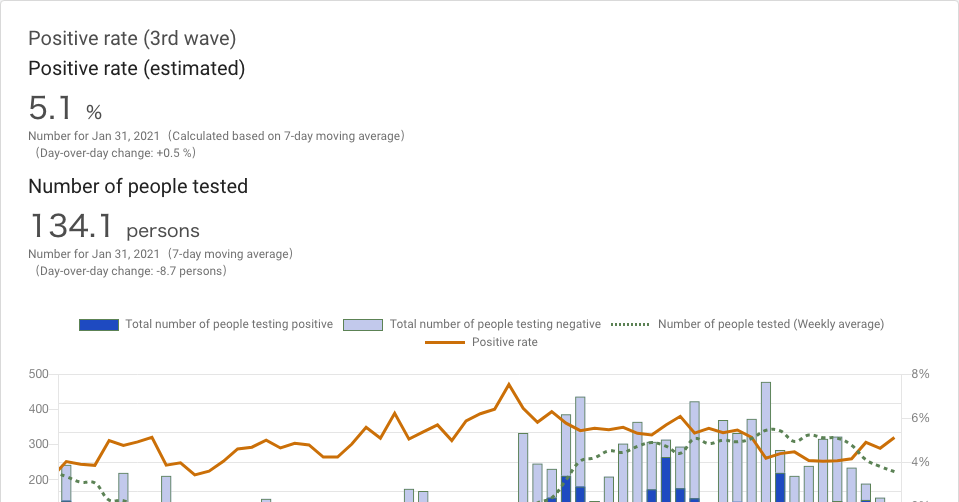 Positive rate (3rd wave)
Positive rate (estimated)
5.1 %
Number for Jan 31, 2021（Calculated based on 7-day moving average）
（Day-over-day change: +0.5 %）
Number of people tested
134.1 persons
Number for Jan 31, 2021（7-day moving average）
（Day-over-day change: -8.7 persons）
Total number of people testing positive Total number of people testing negative Number of people tested (Weekly average)
Positive rate
500 8%
400
6%
300
4%
200